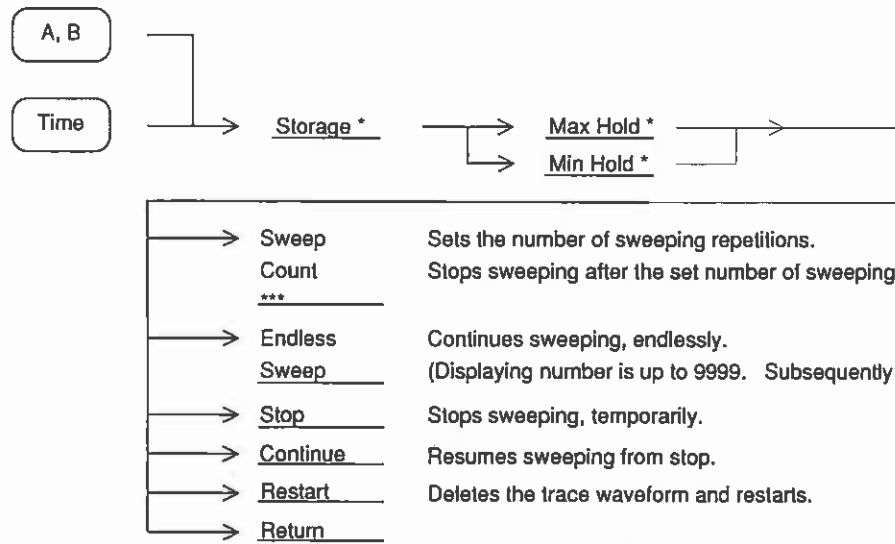 A, B
Time
Storage *
Max Hold *
Min Hold *
Sweep Sets the number of sweeping repetitions.
Count Stops sweeping after the set number of sweeping
***
Endless Continues sweeping, endlessly.
Sweep (Displaying number is up to 9999. Subsequently
Stop Stops sweeping, temporarily.
Continue Resumes sweeping from stop.
Restart Deletes the trace waveform and restarts.
Return